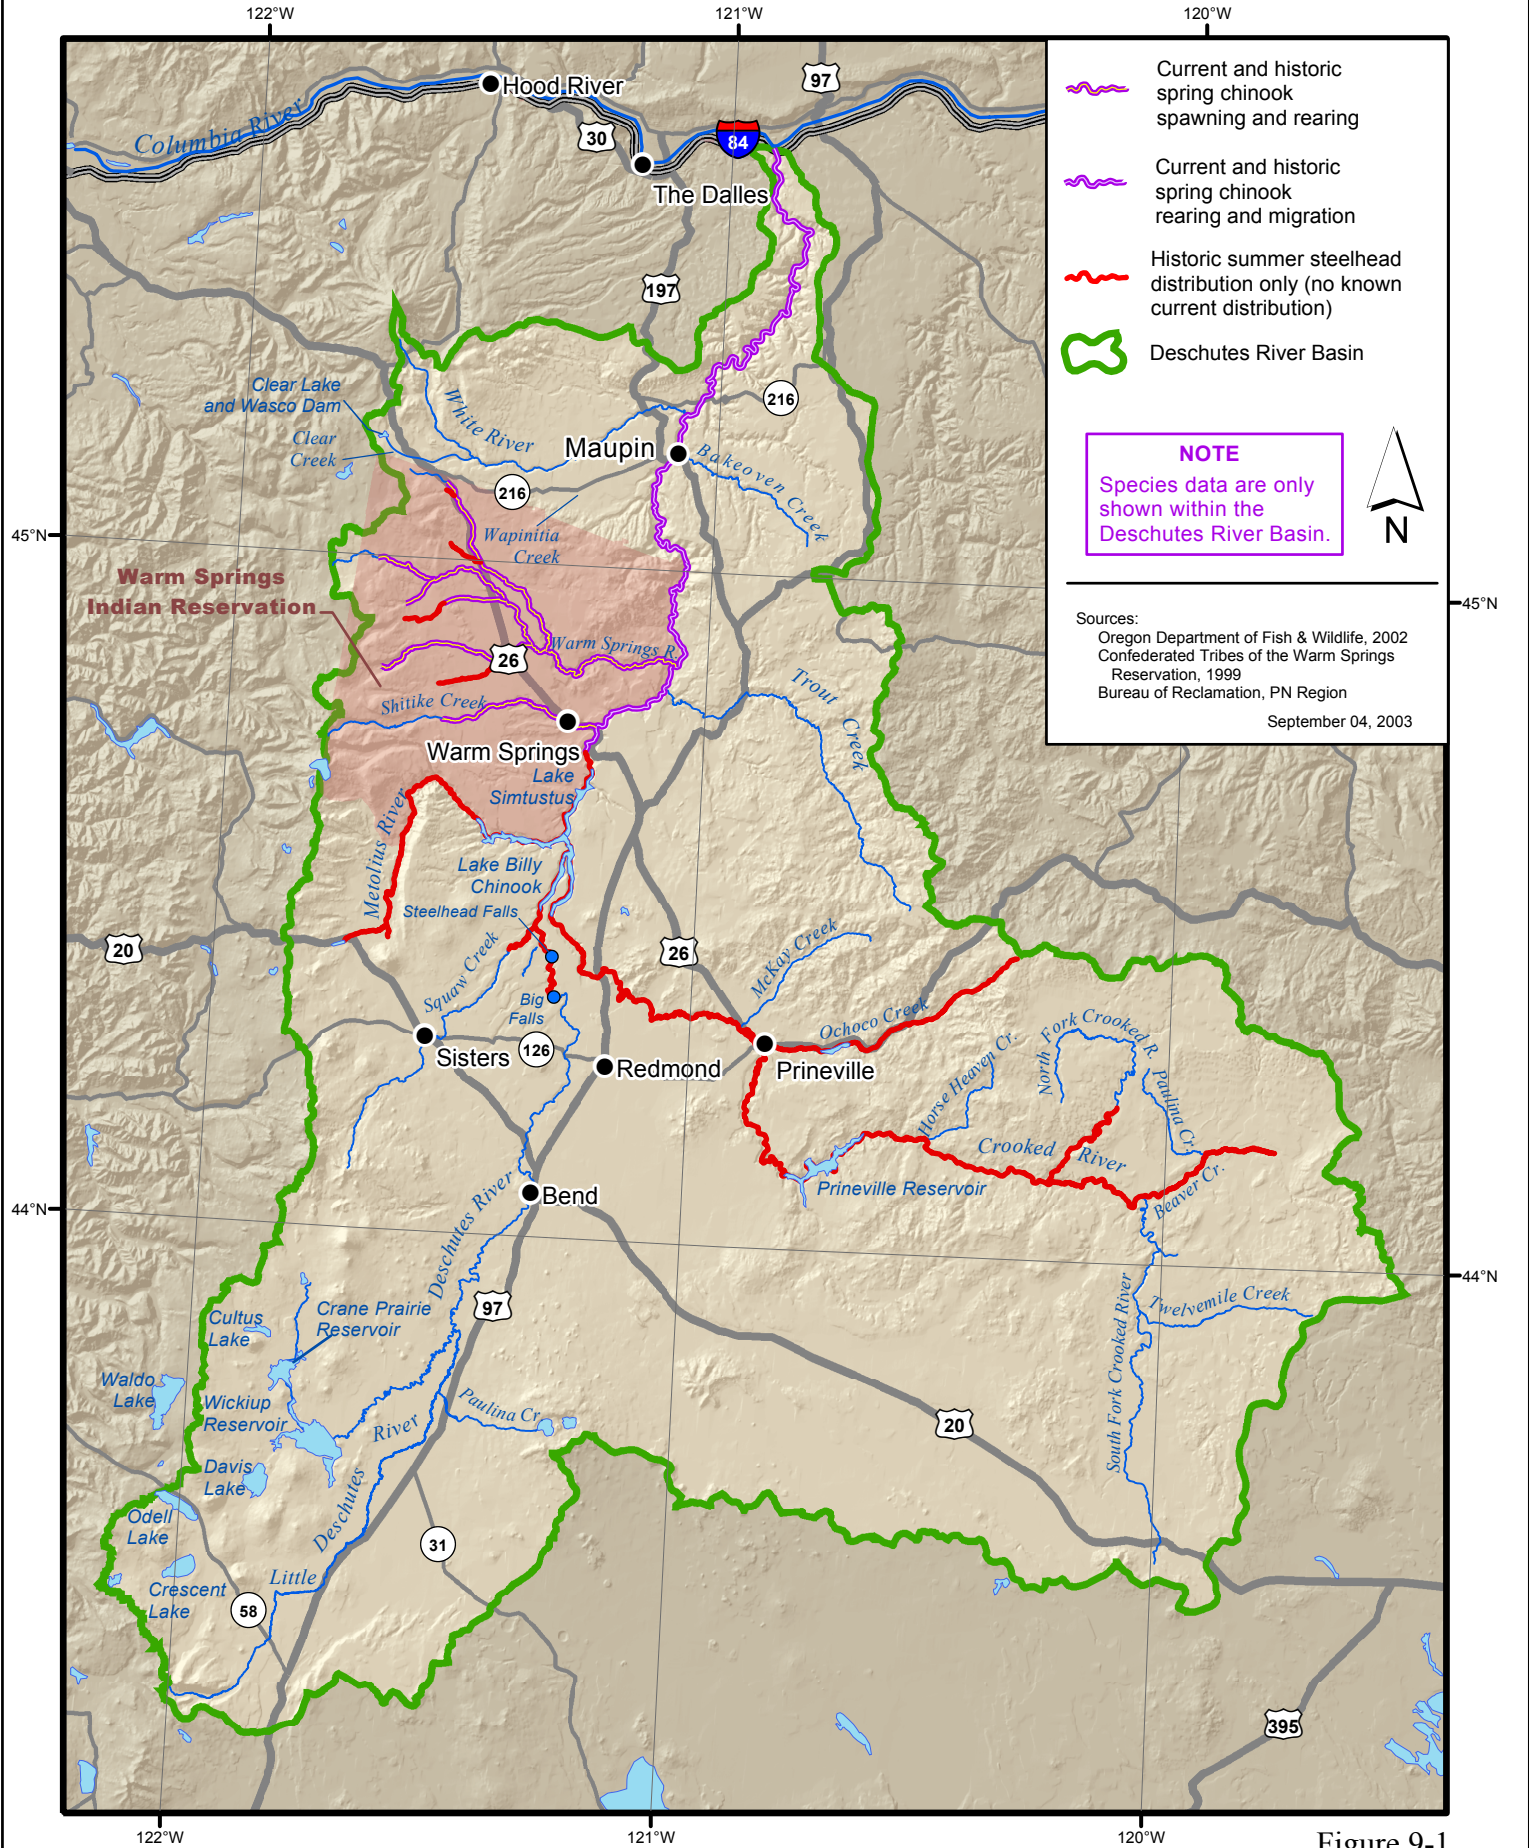 122°W
121°W
120°W
Hood River
97
Columbia River
30
84
The Dalles
197
Current and historic
spring chinook
spawning and rearing
Current and historic
spring chinook
rearing and migration
Historic summer steelhead
distribution only (no known
current distribution)
Deschutes River Basin
NOTE
Species data are only
shown within the
Deschutes River Basin.
N
Sources:
Oregon Department of Fish & Wildlife, 2002
Confederated Tribes of the Warm Springs
Reservation, 1999
Bureau of Reclamation, PN Region
September 04, 2003
Clear Lake
and Wasco Dam
White River
216
Clear
Creek
Maupin
Bakeoven Creek
216
Wapinitia
Creek
45°N
45°N
Warm Springs
Indian Reservation
Warm Springs R.
26
Shitike Creek
Trout Creek
Warm Springs
Lake
Simtustus
Metolius River
Lake Billy
Chinook
Steelhead Falls
20
26
Squaw Creek
McKay Creek
Big
Falls
Ochoco Creek
Sisters
126
Redmond
Prineville
Horse Heaven Cr.
North Fork Crooked R.
Paulina Cr.
Crooked River
Prineville Reservoir
Beaver Cr.
44°N
Bend
Deschutes River
44°N
97
Cultus
Lake
Crane Prairie
Reservoir
South Fork Crooked River
Twelvemile Creek
Waldo
Lake
Wickiup
Reservoir
Paulina Cr.
20
Davis
Lake
Little Deschutes River
Odell
Lake
31
Crescent
Lake
58
395
122°W
121°W
120°W
Figure 9-1